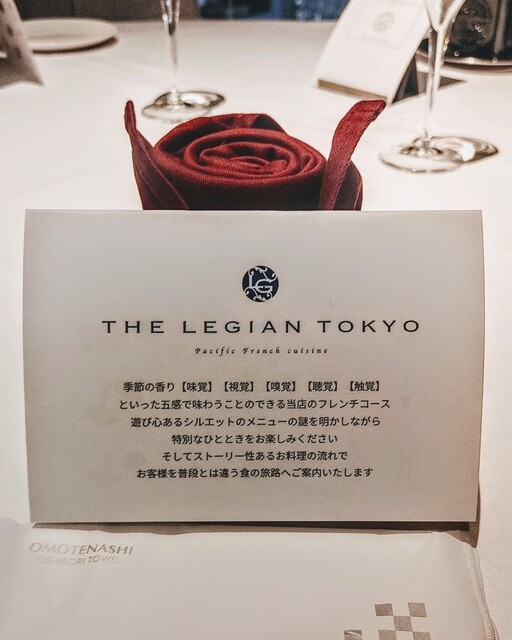 LG
THE LEGIAN TOKYO
Pacific French cuisine
季節の香り【味覚】【視覚】【嗅覚】【聴覚】【触覚】
といった五感で味わうことのできる当店のフレンチコース
遊び心あるシルエットのメニューの謎を明かしながら
特別なひとときをお楽しみください
そしてストーリー性あるお料理の流れで
お客様を普段とは違う食の旅路へご案内いたします
OMOTENASHI
OSHIBORI TOWEL